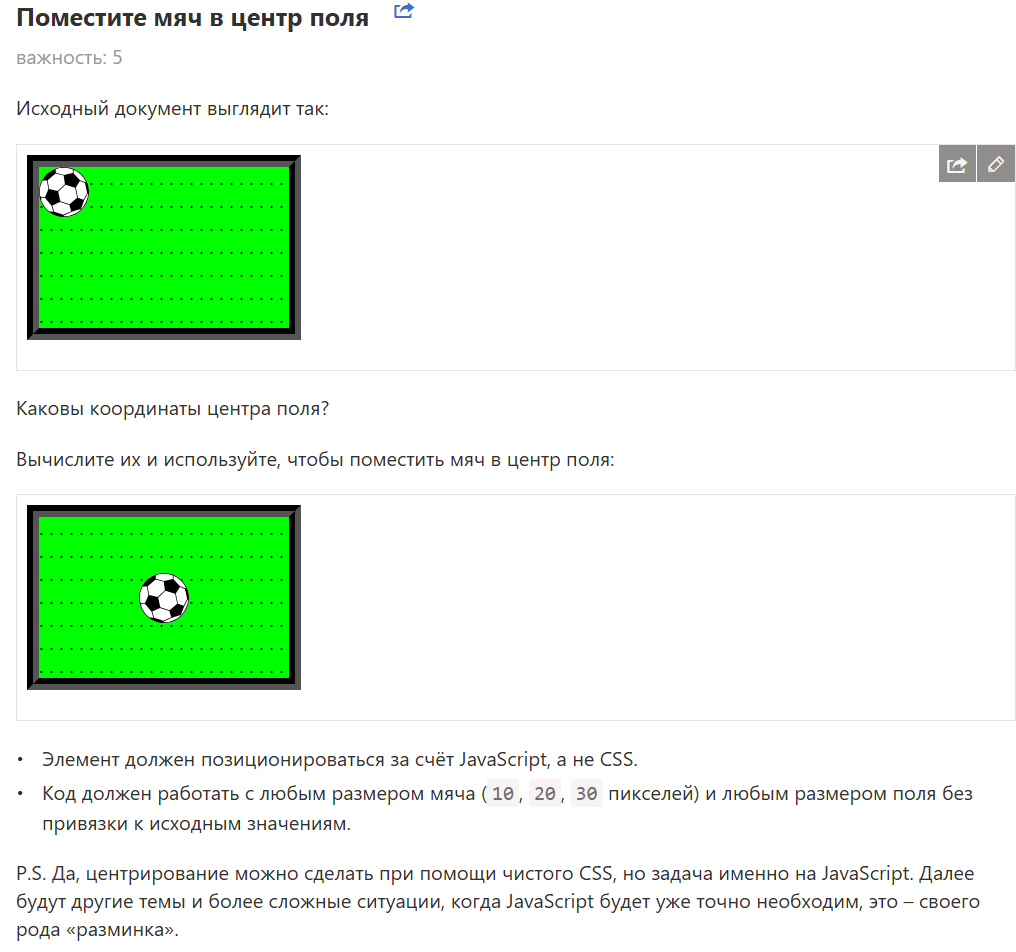 Поместите мяч в центр поля
важность: 5
Исходный документ выглядит так:
Каковы координаты центра поля?
Вычислите их и используйте, чтобы поместить мяч в центр поля:
• Элемент должен позиционироваться за счёт JavaScript, а не CSS.
• Код должен работать с любым размером мяча (10, 20, 30 пикселей) и любым размером поля без
привязки к исходным значениям.
P.S. Да, центрирование можно сделать при помощи чистого CSS, но задача именно на JavaScript. Далее
будут другие темы и более сложные ситуации, когда JavaScript будет уже точно необходим, это – своего
рода «разминка».